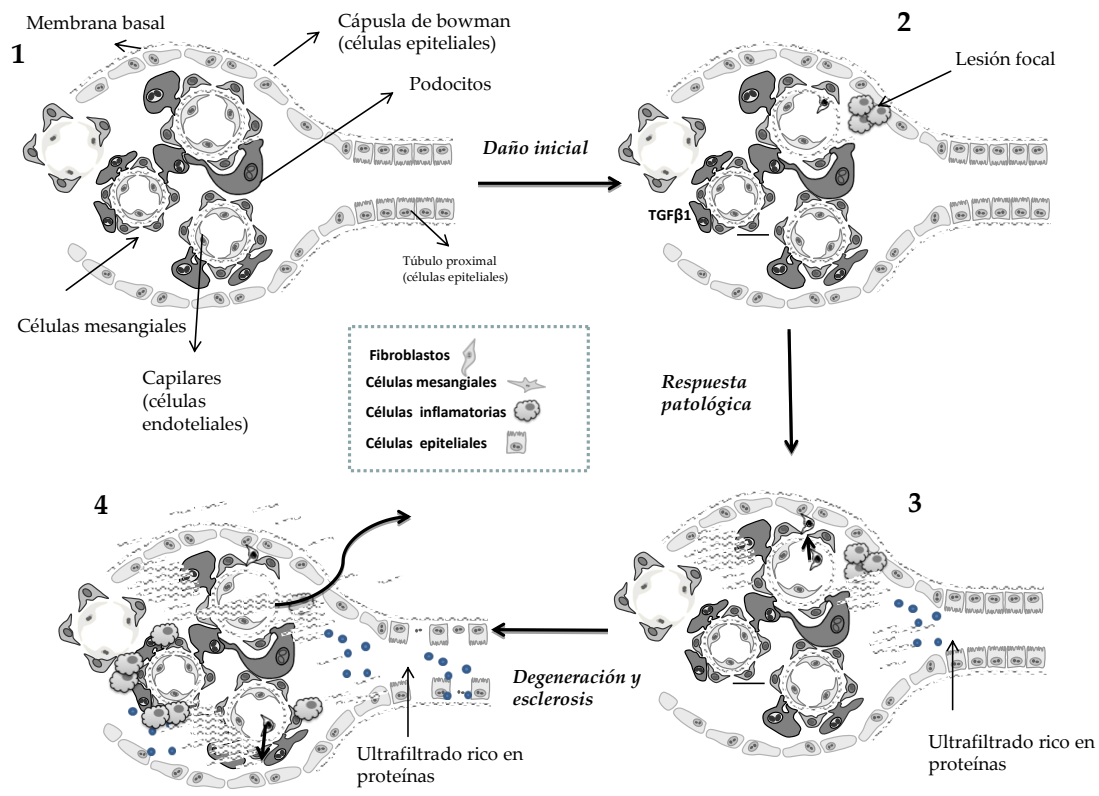 1
Membrana basal
Cápusla de bowman
(células epiteliales)
Podocitos
Túbulo proximal
(células epiteliales)
Células mesangiales
Capilares
(células
endoteliales)
Daño inicial
2
Lesión focal
TGFβ1
Fibroblastos
Células mesangiales
Células inflamatorias
Células epiteliales
Respuesta
patológica
3
Ultrafiltrado rico en
proteínas
Degeneración y
esclerosis
4
Ultrafiltrado rico en
proteínas